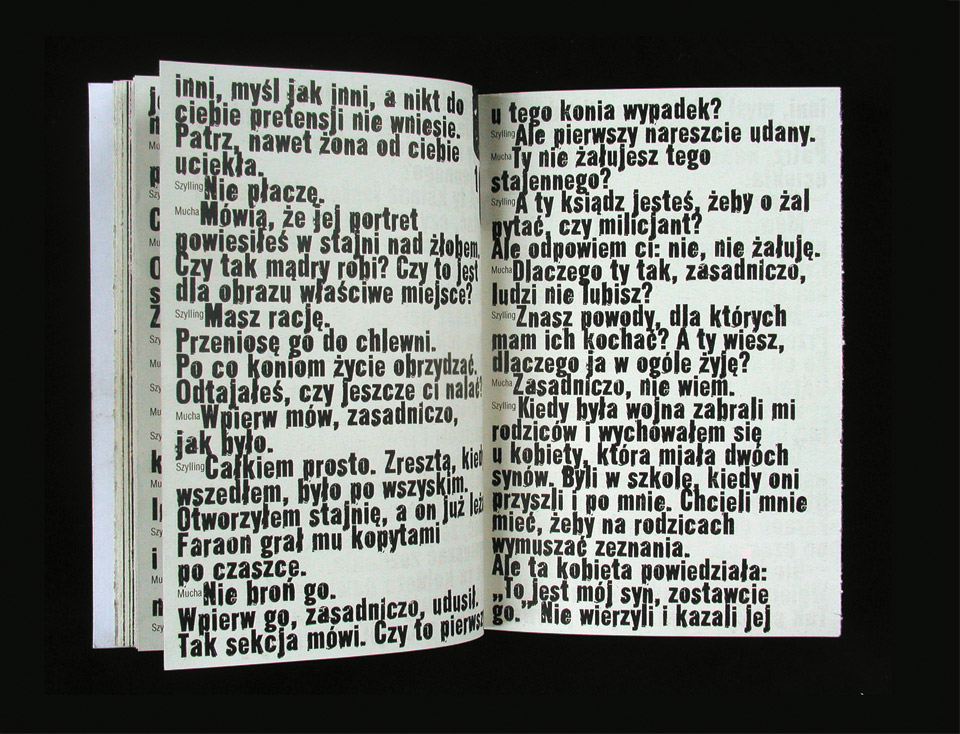 inni, myśl jak inni, a nikt do
ciebie pretensji nie wniesie.
Patrz, nawet żona od ciebie
uciekła.
Szylling Nie płaczę.
Mucha Mówią, że jej portret
powiesiłeś w stajni nad żłobem.
Czy tak mądry robi? Czy to jest
dla obrazu właściwe miejsce?
Szylling Masz rację.
Przeniosę go do chlewni.
Po co koniom życie obrzydzać.
Odtajałeś, czy jeszcze ci nalać?
Mucha Wpierw mów, zasadniczo,
jak było.
Szylling Całkiem prosto. Zresztą, kied
wszedłem, było po wszyskim.
Otworzyłem stajnię, a on już leż
Faraon grał mu kopytami
po czaszce.
Mucha Nie broń go.
Wpierw go, zasadniczo, udusił.
Tak sekcja mówi. Czy to pierwsz
u tego konia wypadek?
Szylling Ale pierwszy nareszcie udany.
Mucha Ty nie żałujesz tego
stajennego?
Szylling A ty ksiądz jesteś, żeby o żal
pytać, czy milicjant?
Ale odpowiem ci: nie, nie żałuję.
Mucha Dlaczego ty tak, zasadniczo,
ludzi nie lubisz?
Szylling Znasz powody, dla których
mam ich kochać? A ty wiesz,
dlaczego ja w ogóle żyję?
Mucha Zasadniczo, nie wiem.
Szylling Kiedy była wojna zabrali mi
rodziców i wychowałem się
u kobiety, która miała dwóch
synów. Byli w szkole, kiedy oni
przyszli i po mnie. Chcieli mnie
mieć, żeby na rodzicach
wymuszać zeznania.
Ale ta kobieta powiedziała:
„To jest mój syn, zostawcie
go.” Nie wierzyli i kazali jej